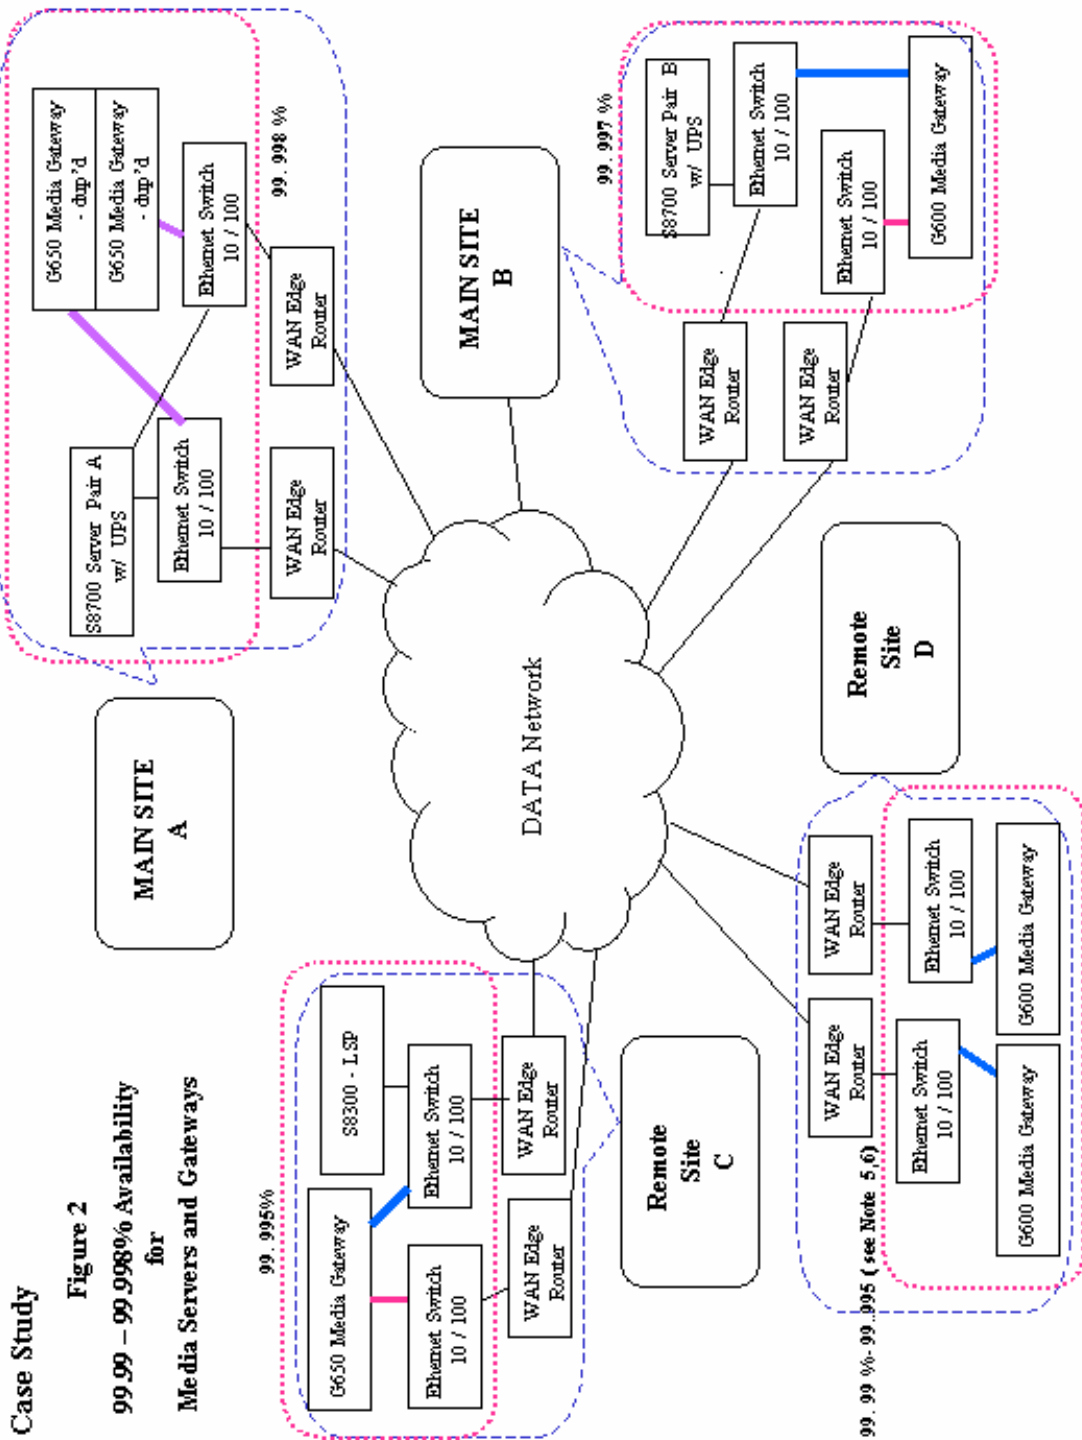 Case Study
Figure 2
99.99 – 99.998% Availability
for
Media Servers and Gateways
MAIN SITE
A
S8700 Server Pair A
w/ UPS
G650 Media Gateway
- dup'd
G650 Media Gateway
- dup'd
Ethernet Switch
10 / 100
Ethernet Switch
10 / 100
WAN Edge
Router
WAN Edge
Router
99.998 %
99.995%
G650 Media Gateway
S8300 - LSP
Ethernet Switch
10 / 100
Ethernet Switch
10 / 100
WAN Edge
Router
WAN Edge
Router
Remote
Site
C
DATA Network
MAIN SITE
B
99.997 %
S8700 Server Pair B
w/ UPS
Ethernet Switch
10 / 100
Ethernet Switch
10 / 100
G600 Media Gateway
WAN Edge
Router
WAN Edge
Router
Remote
Site
D
WAN Edge
Router
WAN Edge
Router
99.99 %- 99..995 ( see Note 5,6)
Ethernet Switch
10 / 100
Ethernet Switch
10 / 100
G600 Media Gateway
G600 Media Gateway